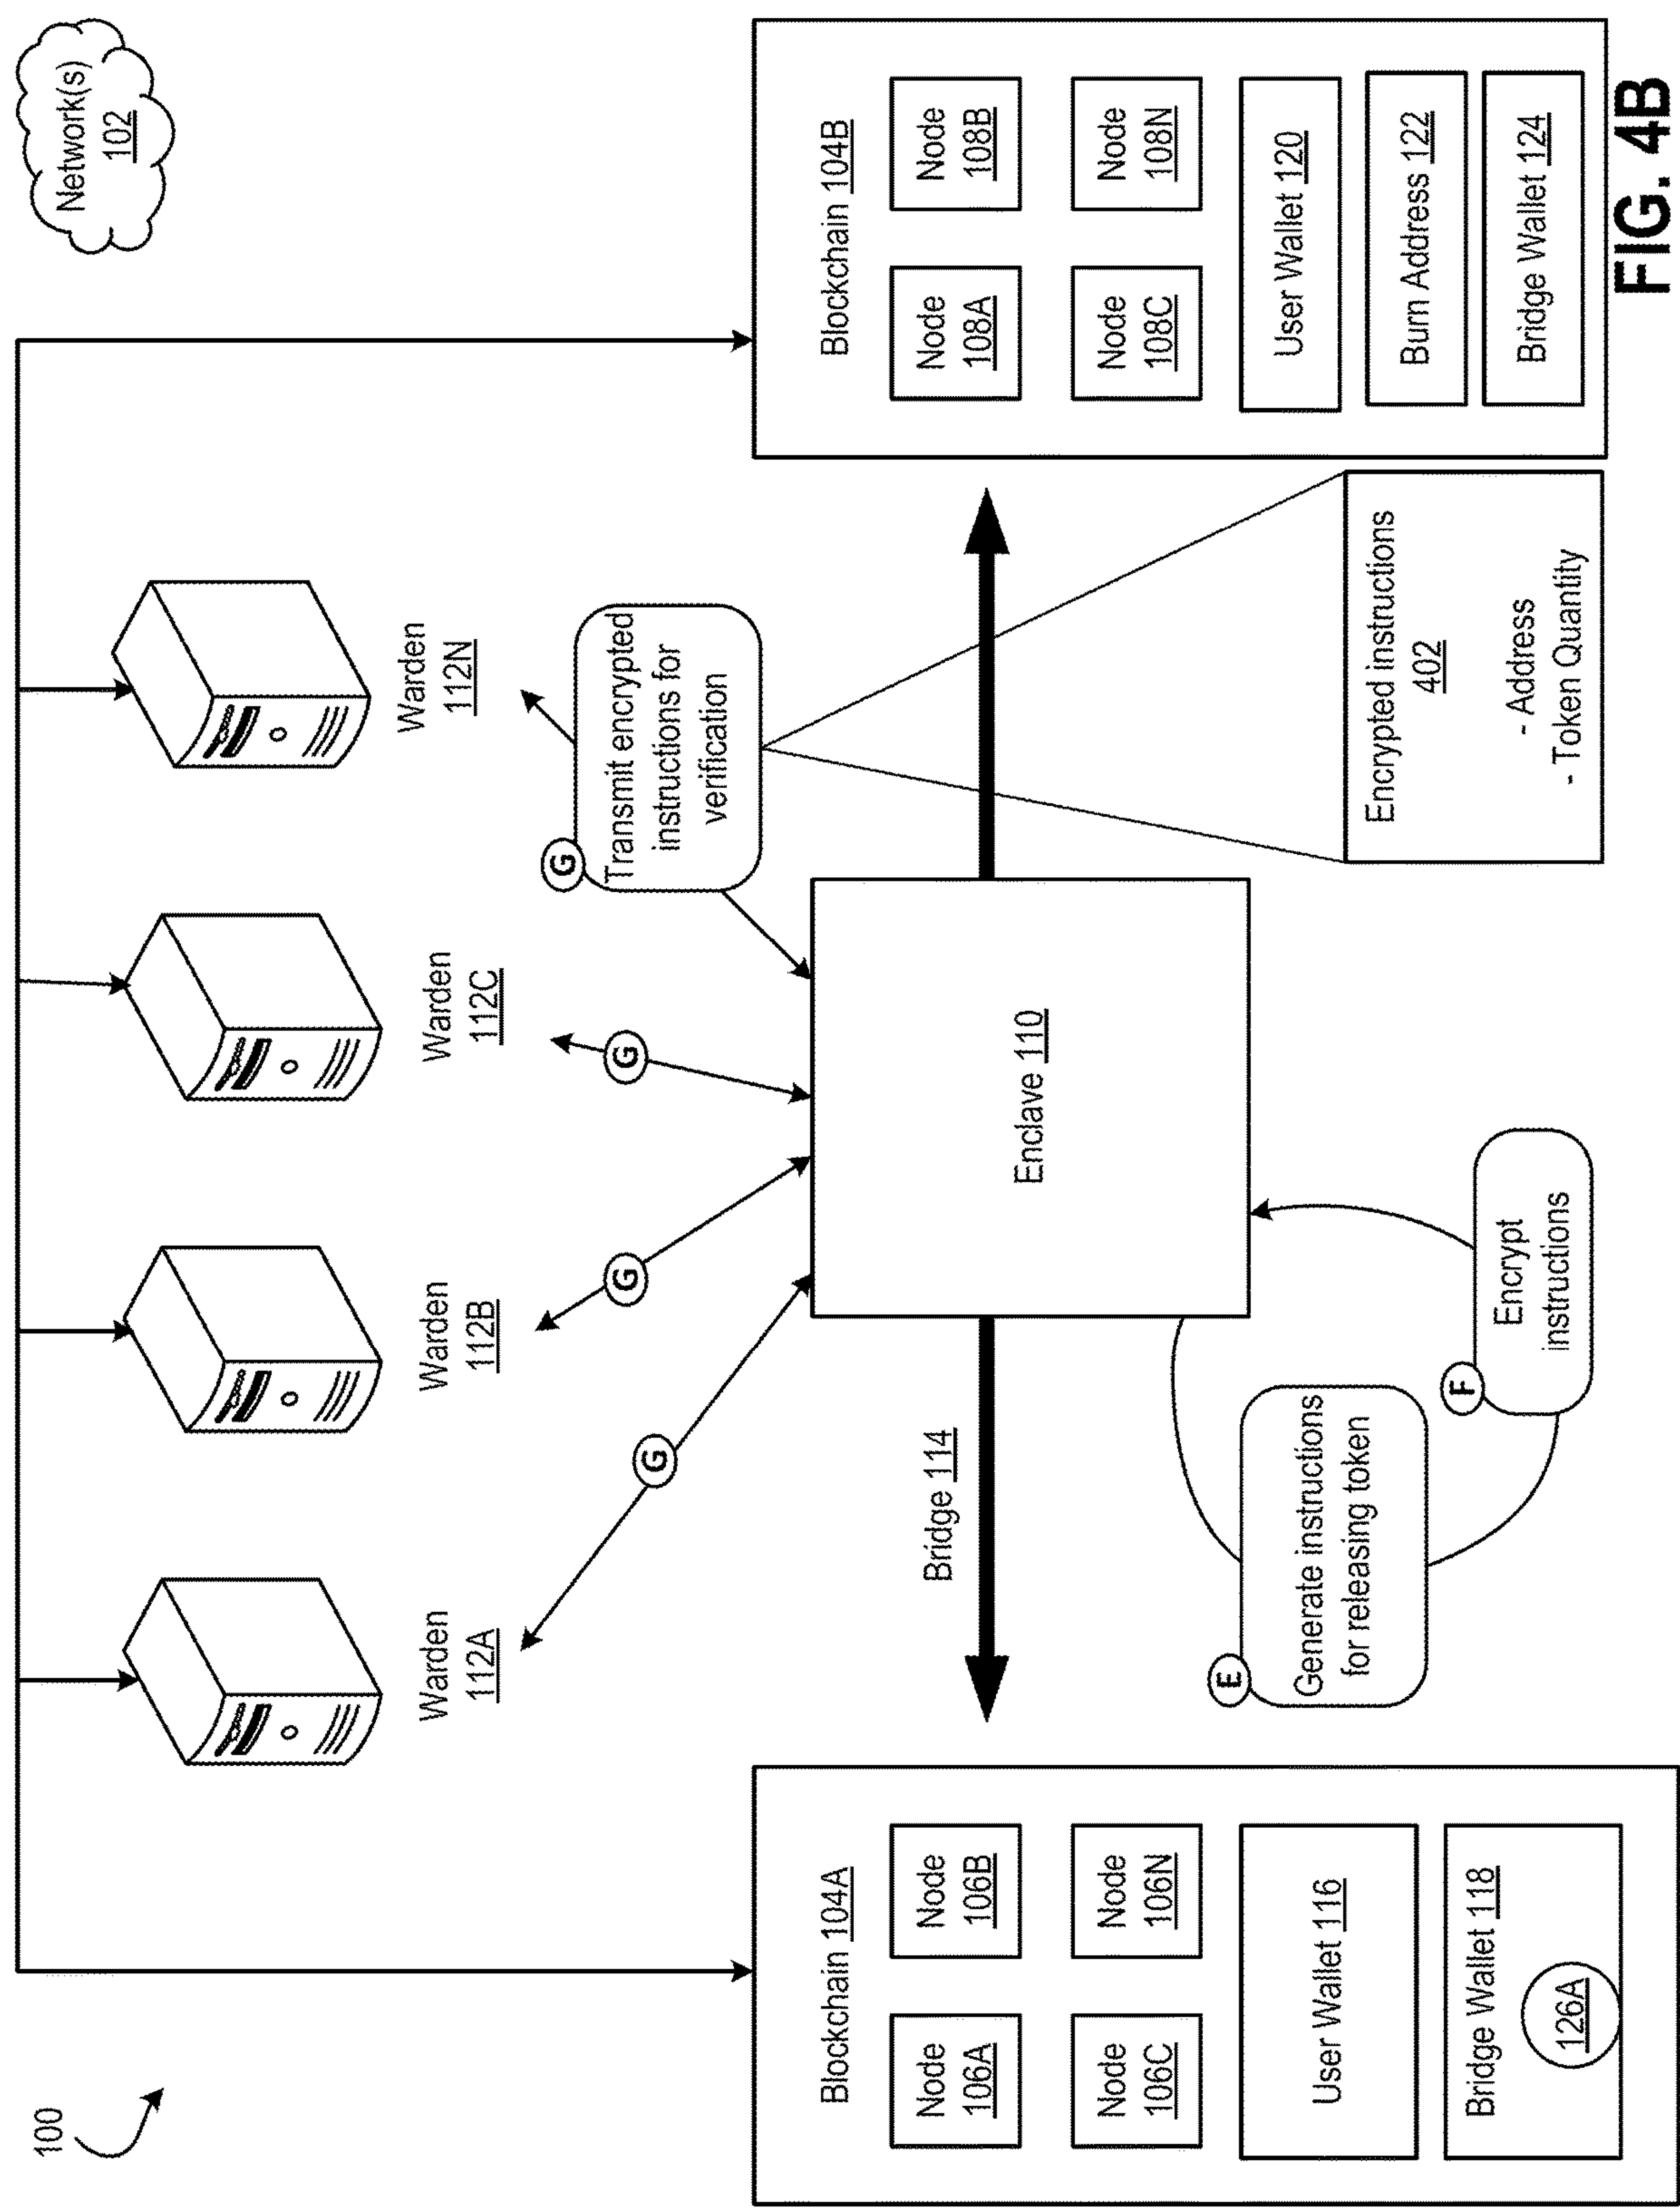 100
Network(s)
102
Warden
112A
Warden
112B
Warden
112C
Warden
112N
G
G
G
G
Transmit encrypted
instructions for
verification
Blockchain 104A
Node
106A
Node
106B
Node
106C
Node
106N
User Wallet 116
Bridge Wallet 118
126A
Bridge 114
Enclave 110
E
Generate instructions
for releasing token
F
Encrypt
instructions
Encrypted instructions
402
- Address
- Token Quantity
Blockchain 104B
Node
108A
Node
108B
Node
108C
Node
108N
User Wallet 120
Burn Address 122
Bridge Wallet 124
FIG. 4B